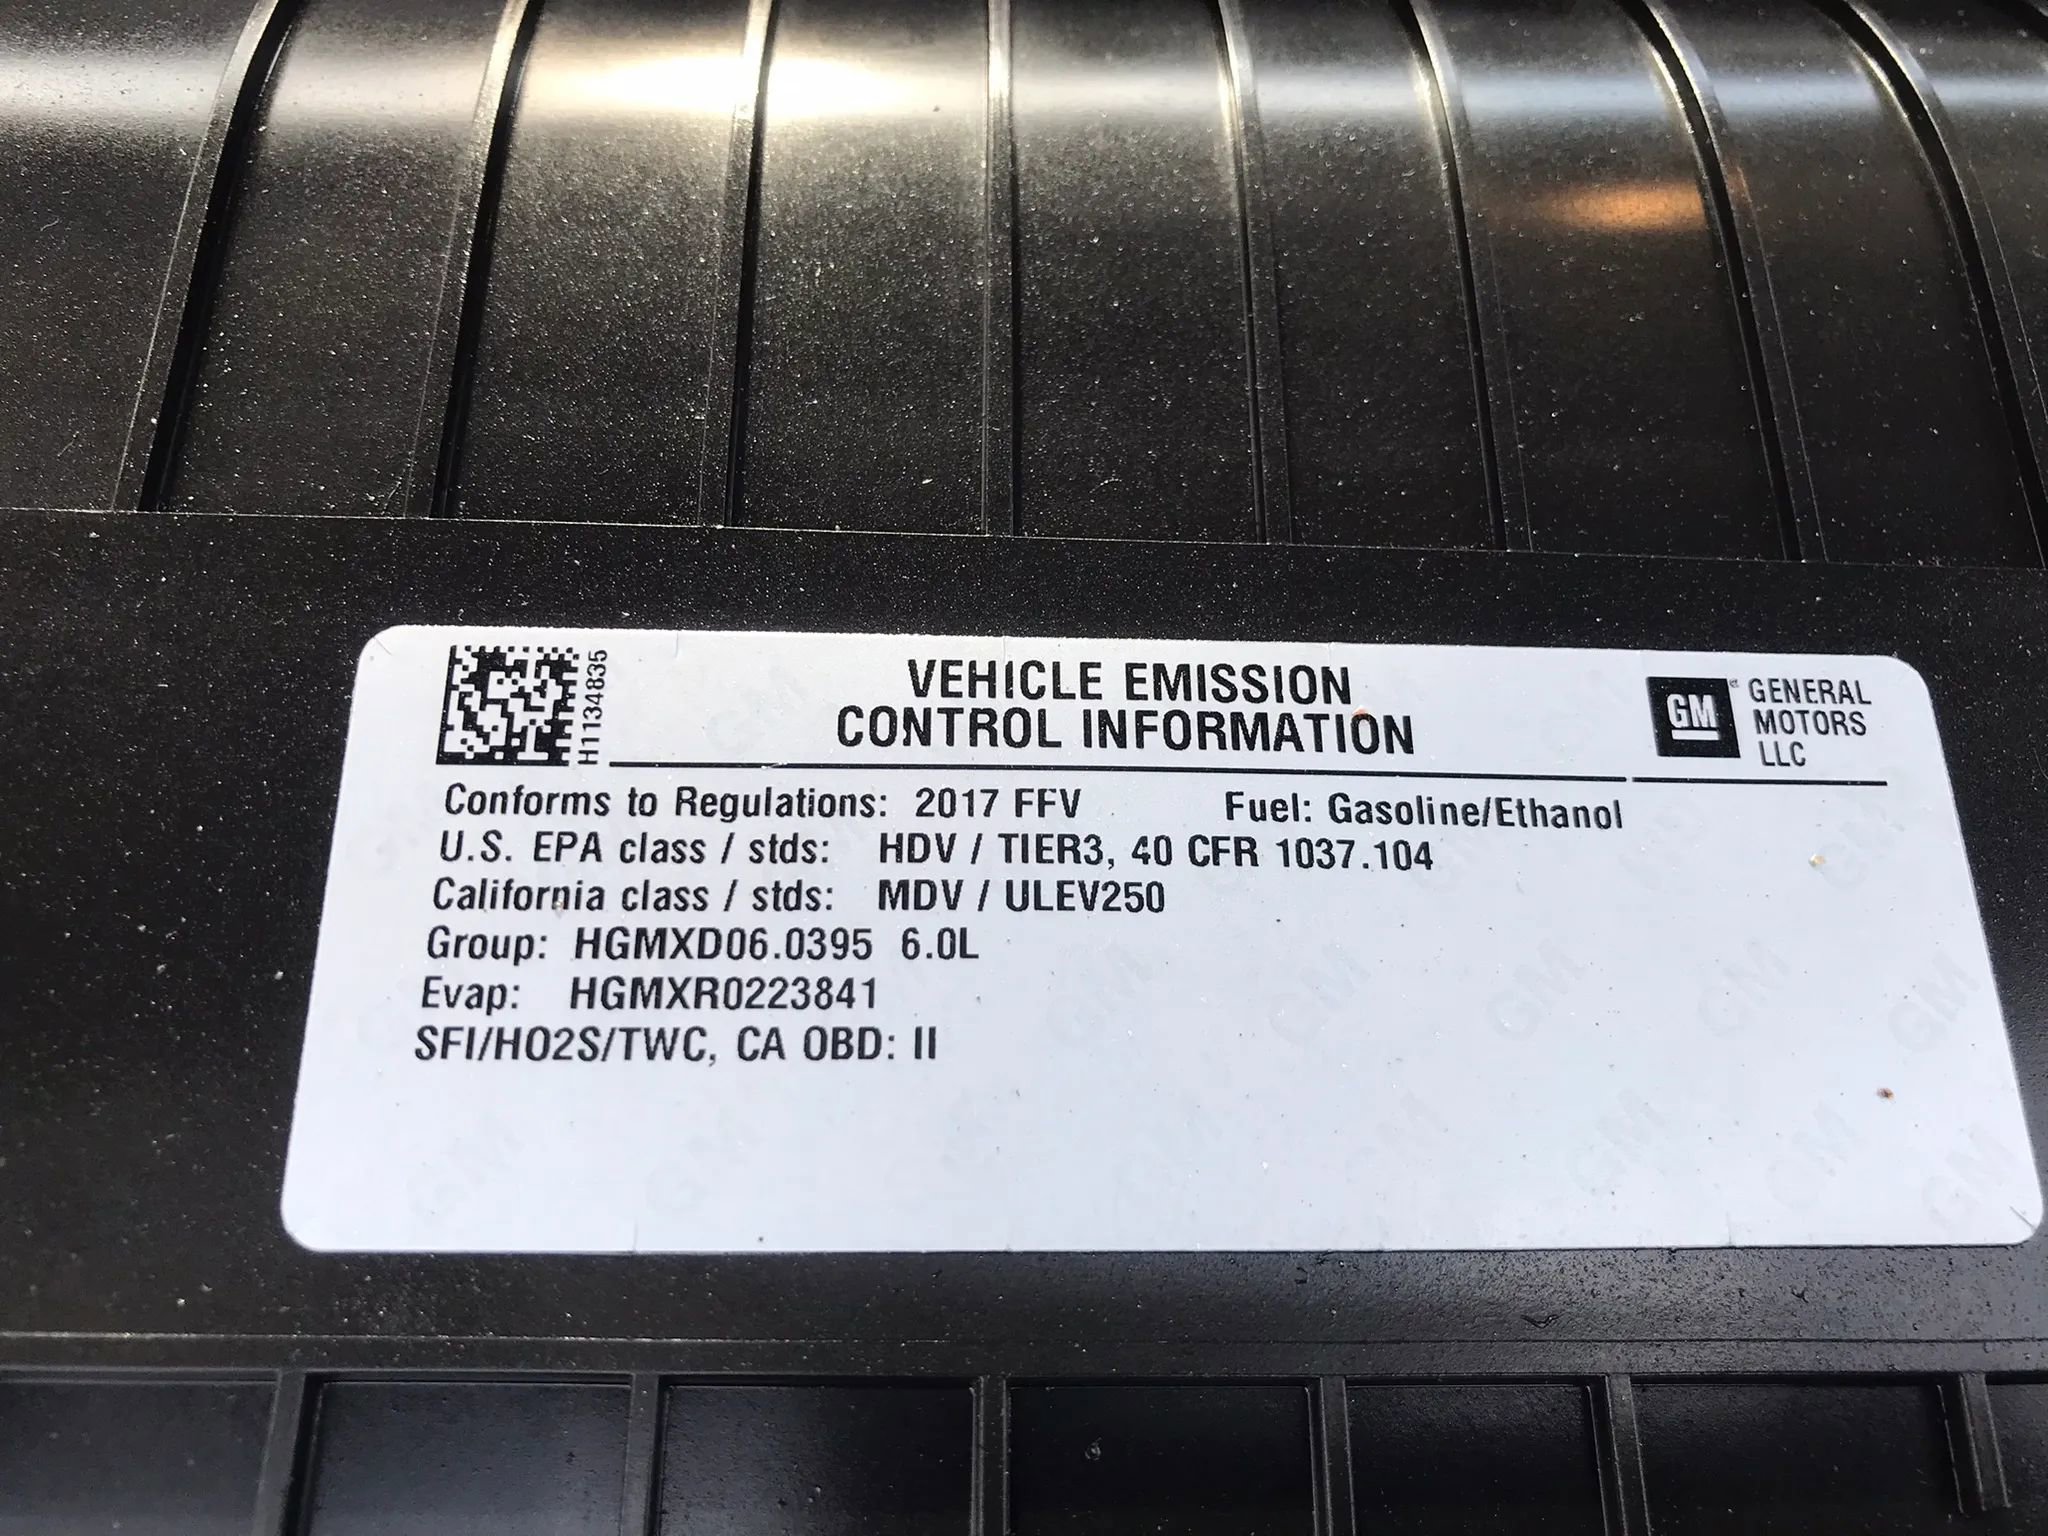 H1134835
VEHICLE EMISSION
CONTROL INFORMATION
GM
GENERAL
MOTORS
LLC
Conforms to Regulations: 2017 FFV Fuel: Gasoline/Ethanol
U.S. EPA class / stds: HDV / TIER3, 40 CFR 1037.104
California class / stds: MDV / ULEV250
Group: HGMXD06.0395 6.0L
Evap: HGMXR0223841
SFI/HO2S/TWC, CA OBD: II